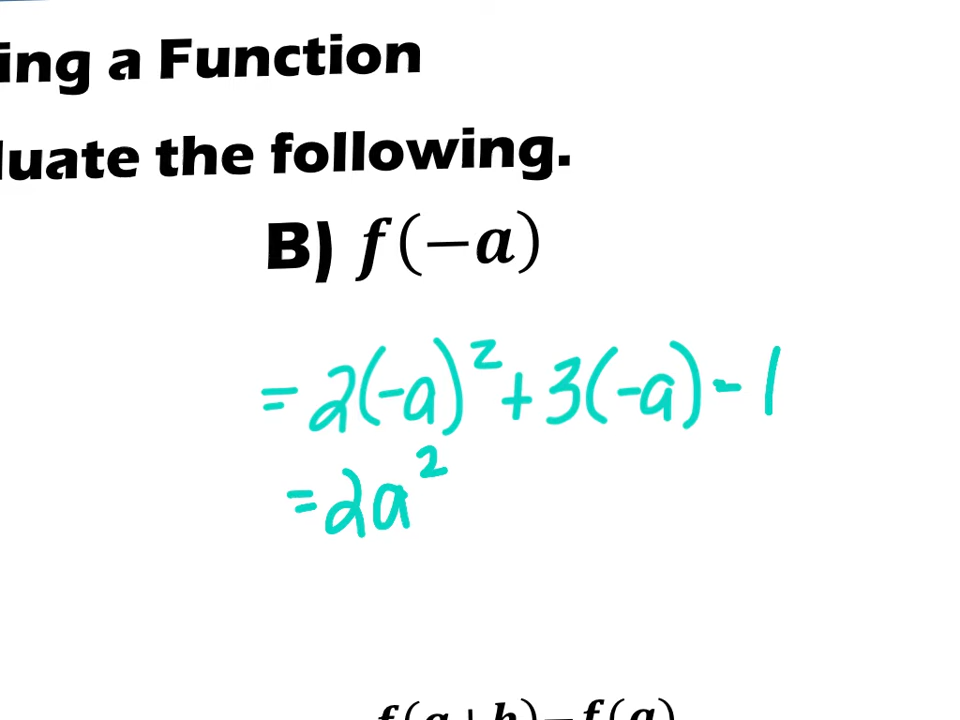 ing a Function
luate the following.
B) f(−a)
= 2(-a)² + 3(-a) - 1
= 2a²
f(a+h)−f(a)